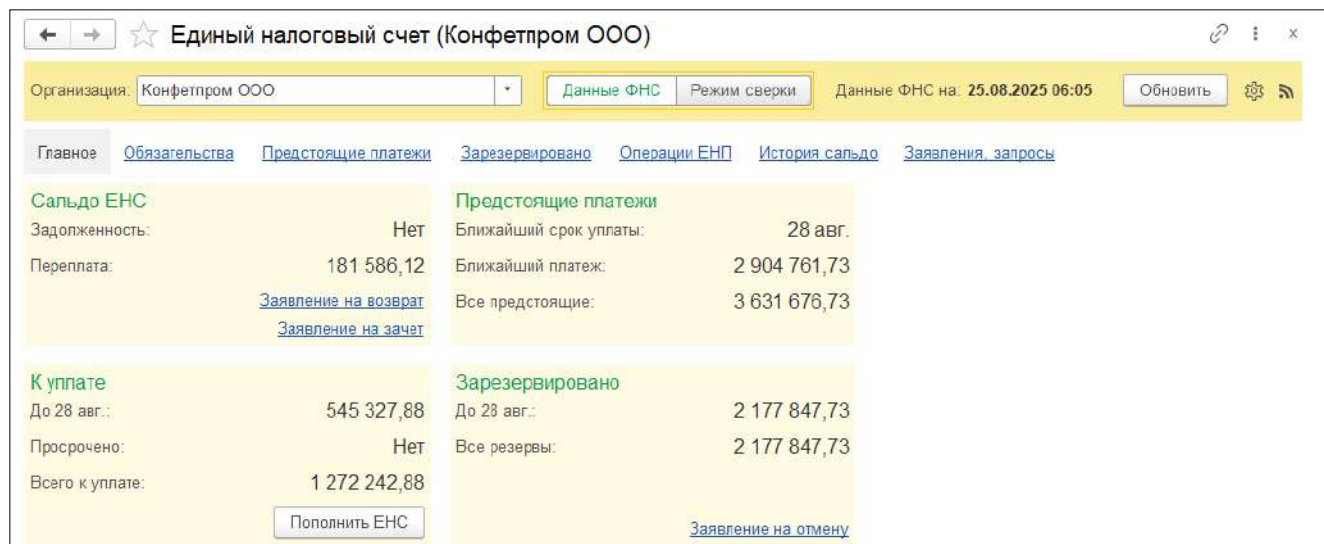 Единый налоговый счет (Конфетпром ООО)
Организация: Конфетпром ООО Данные ФНС Режим сверки Данные ФНС на: 25.08.2025 06:05 Обновить
Главное Обязательства Предстоящие платежи Зарезервировано Операции ЕНП История сальдо Заявления, запросы
Сальдо ЕНС
Задолженность: Нет
Переплата: 181 586,12
Заявление на возврат
Заявление на зачет
Предстоящие платежи
Ближайший срок уплаты: 28 авг.
Ближайший платеж: 2 904 761,73
Все предстоящие: 3 631 676,73
К уплате
До 28 авг.: 545 327,88
Просрочено: Нет
Всего к уплате: 1 272 242,88
Пополнить ЕНС
Зарезервировано
До 28 авг.: 2 177 847,73
Все резервы: 2 177 847,73
Заявление на отмену